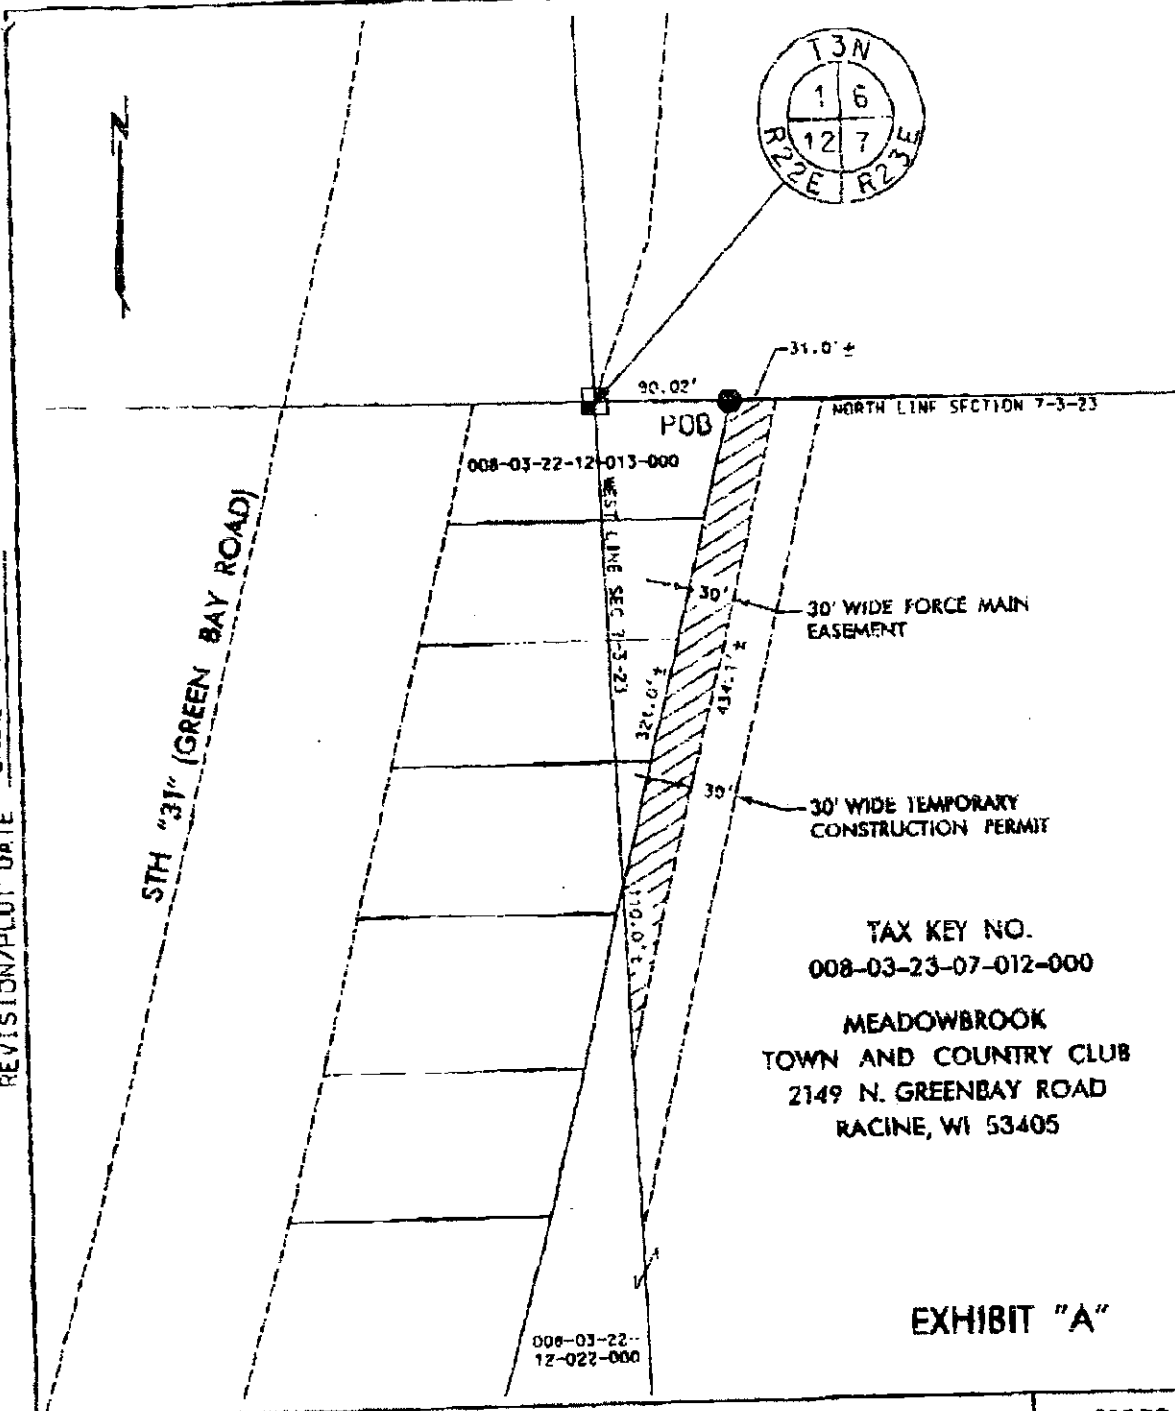 T3N
1 6
12 7
R22E R23E
N
31.0' ±
90.02'
POB
NORTH LINE SECTION 7-3-23
008-03-22-12-013-000
WEST LINE SEC 7-3-23
STH "31" (GREEN BAY ROAD)
30'
30' WIDE FORCE MAIN
EASEMENT
±
30'
30' WIDE TEMPORARY
CONSTRUCTION PERMIT
110.0' ±
TAX KEY NO.
008-03-23-07-012-000
MEADOWBROOK
TOWN AND COUNTRY CLUB
2149 N. GREENBAY ROAD
RACINE, WI 53405
REVISION/PLOT DATE
EXHIBIT "A"
008-03-22-
12-022-000